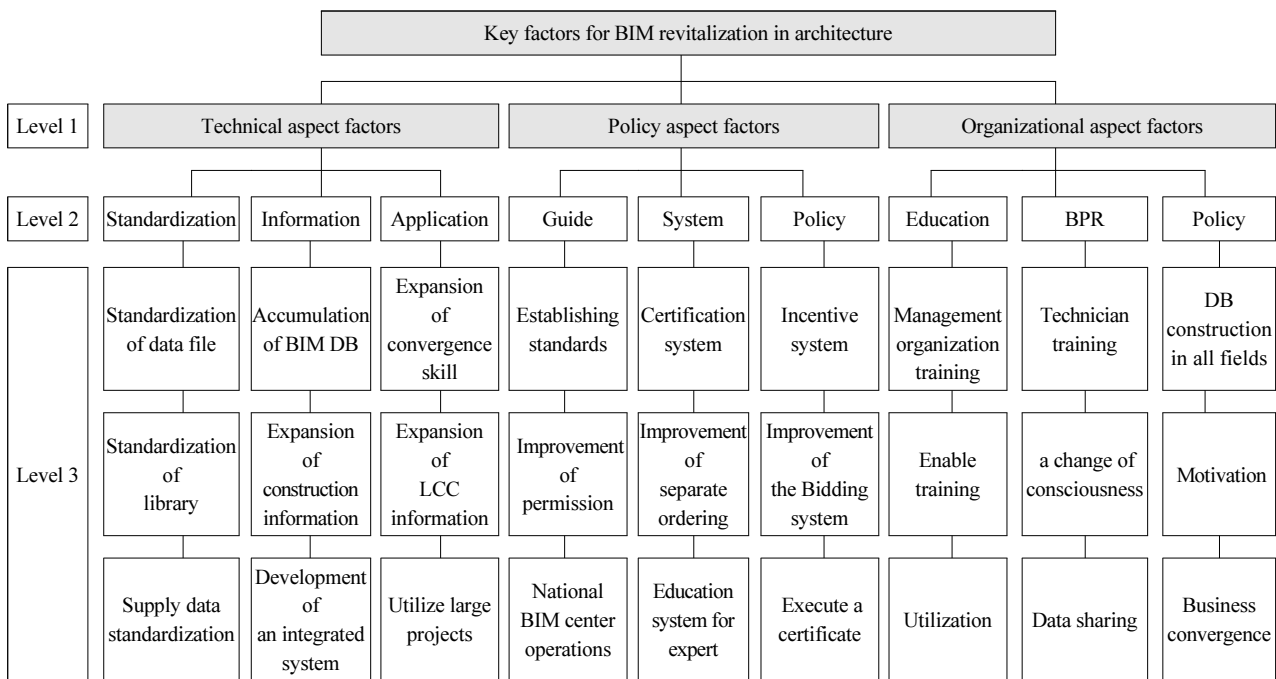 Key factors for BIM revitalization in architecture
Level 1
Technical aspect factors
Policy aspect factors
Organizational aspect factors
Level 2
Standardization
Information
Application
Guide
System
Policy
Education
BPR
Policy
Level 3
Standardization
of data file
Accumulation
of BIM DB
Expansion
of
convergence
skill
Establishing
standards
Certification
system
Incentive
system
Management
organization
training
Technician
training
DB
construction
in all fields
Standardization
of
library
Expansion
of
construction
information
Expansion
of
LCC
information
Improvement
of
permission
Improvement
of
separate
ordering
Improvement
of
the Bidding
system
Enable
training
a change of
consciousness
Motivation
Supply data
standardization
Development
of
an integrated
system
Utilize large
projects
National
BIM center
operations
Education
system for
expert
Execute a
certificate
Utilization
Data sharing
Business
convergence